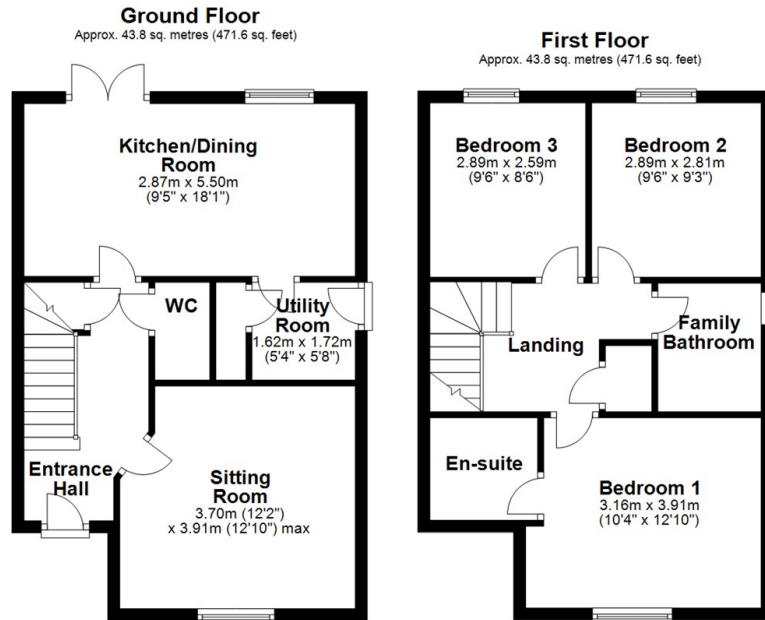 Ground Floor
Approx. 43.8 sq. metres (471.6 sq. feet)
Kitchen/Dining
Room
2.87m x 5.50m
(9'5" x 18'1")
WC
Utility
Room
1.62m x 1.72m
(5'4" x 5'8")
Entrance
Hall
Sitting
Room
3.70m (12'2")
x 3.91m (12'10") max
First Floor
Approx. 43.8 sq. metres (471.6 sq. feet)
Bedroom 3
2.89m x 2.59m
(9'6" x 8'6")
Bedroom 2
2.89m x 2.81m
(9'6" x 9'3")
Landing
Family
Bathroom
En-suite
Bedroom 1
3.16m x 3.91m
(10'4" x 12'10")